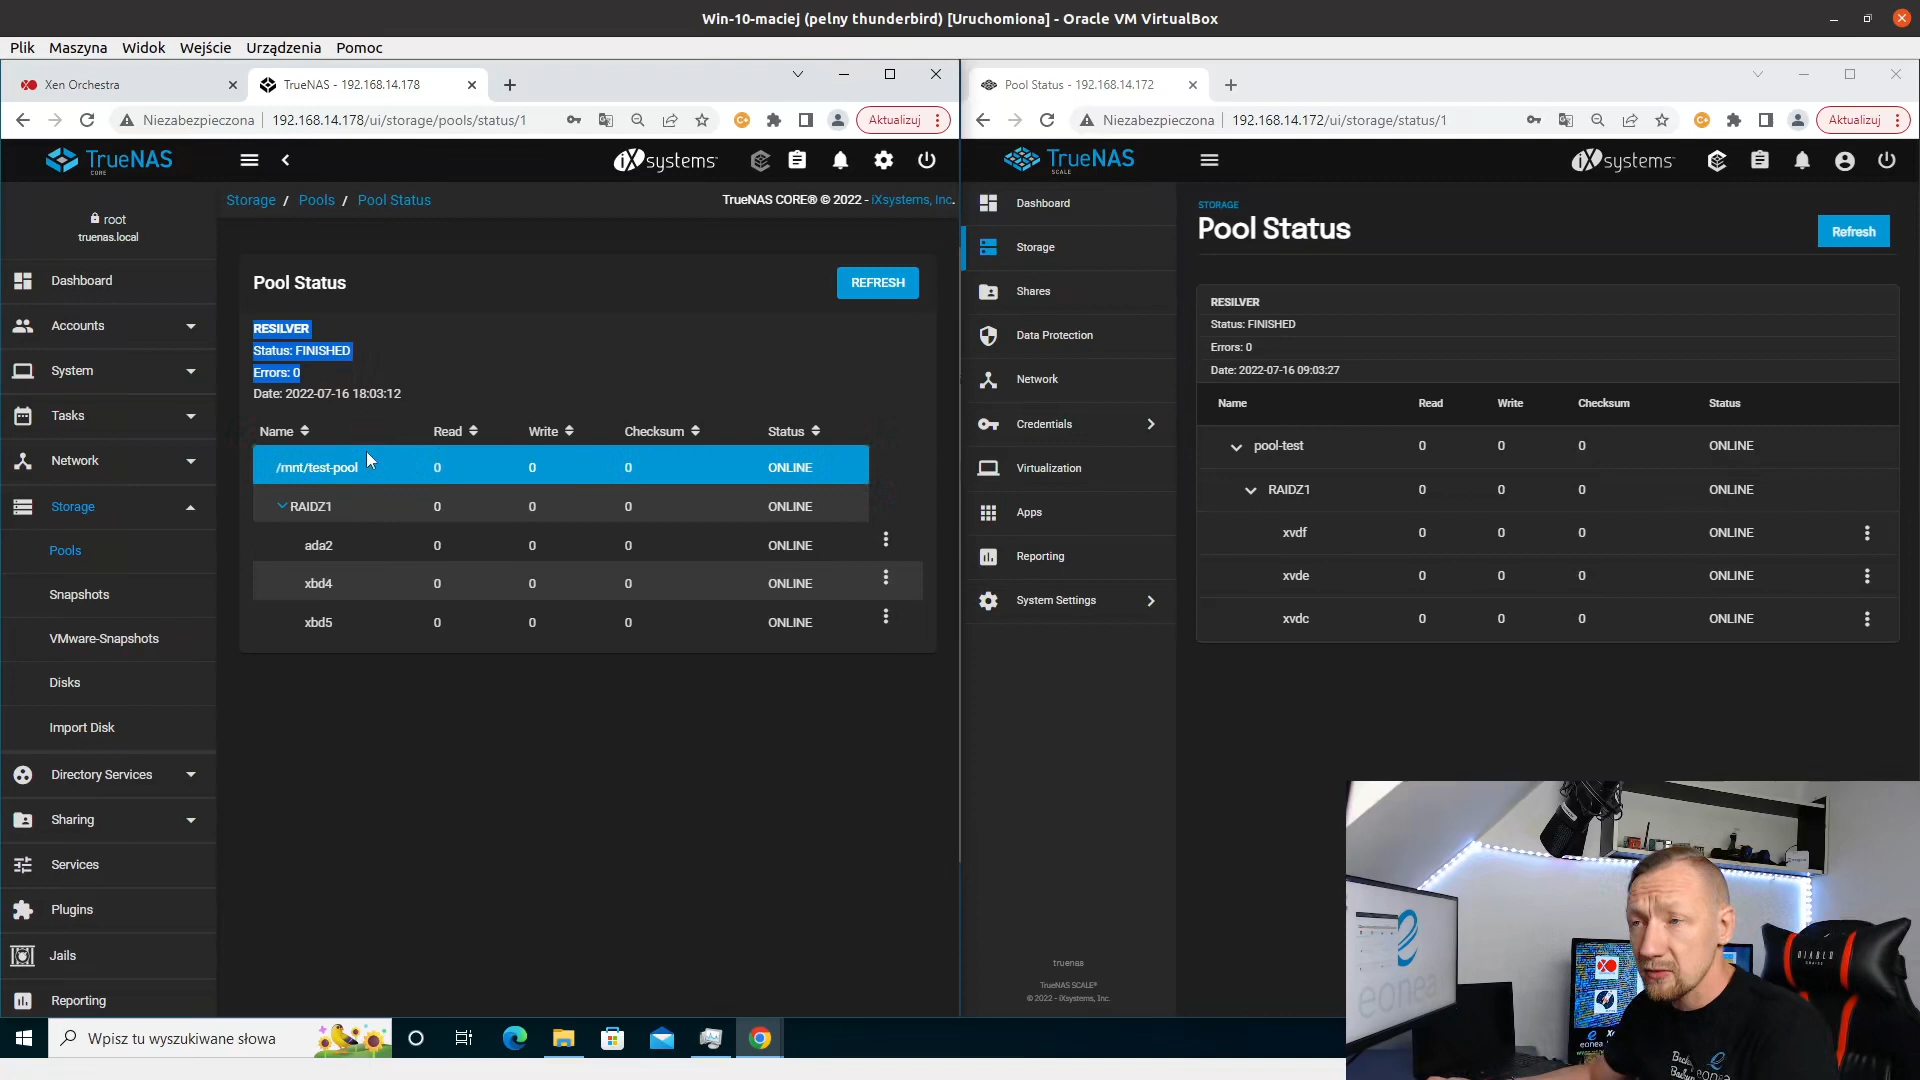 Win-10-maciej (pelny thunderbird) [Uruchomiona] - Oracle VM VirtualBox
Plik Maszyna Widok Wejście Urządzenia Pomoc
Xen Orchestra
TrueNAS - 192.168.14.178
Niezabezpieczona 192.168.14.178/ui/storage/pools/status/1
Aktualizuj
TrueNAS
CORE
iXsystems
root
truenas.local
Dashboard
Accounts
System
Tasks
Network
Storage
Pools
Snapshots
VMware-Snapshots
Disks
Import Disk
Directory Services
Sharing
Services
Plugins
Jails
Reporting
Storage / Pools / Pool Status
TrueNAS CORE® © 2022 - iXsystems, Inc.
Pool Status
REFRESH
RESILVER
Status: FINISHED
Errors: 0
Date: 2022-07-16 18:03:12
Name Read Write Checksum Status
/mnt/test-pool 0 0 0 ONLINE
RAIDZ1 0 0 0 ONLINE
ada2 0 0 0 ONLINE
xbd4 0 0 0 ONLINE
xbd5 0 0 0 ONLINE
Pool Status - 192.168.14.172
Niezabezpieczona 192.168.14.172/ui/storage/status/1
Aktualizuj
TrueNAS
SCALE
iXsystems
Dashboard
Storage
Shares
Data Protection
Network
Credentials
Virtualization
Apps
Reporting
System Settings
truenas
TrueNAS SCALE®
© 2022 - iXsystems, Inc.
STORAGE
Pool Status
Refresh
RESILVER
Status: FINISHED
Errors: 0
Date: 2022-07-16 09:03:27
Name Read Write Checksum Status
pool-test 0 0 0 ONLINE
RAIDZ1 0 0 0 ONLINE
xvdf 0 0 0 ONLINE
xvde 0 0 0 ONLINE
xvdc 0 0 0 ONLINE
Wpisz tu wyszukiwane słowa
eonea
DIABLO
eonea
eonea